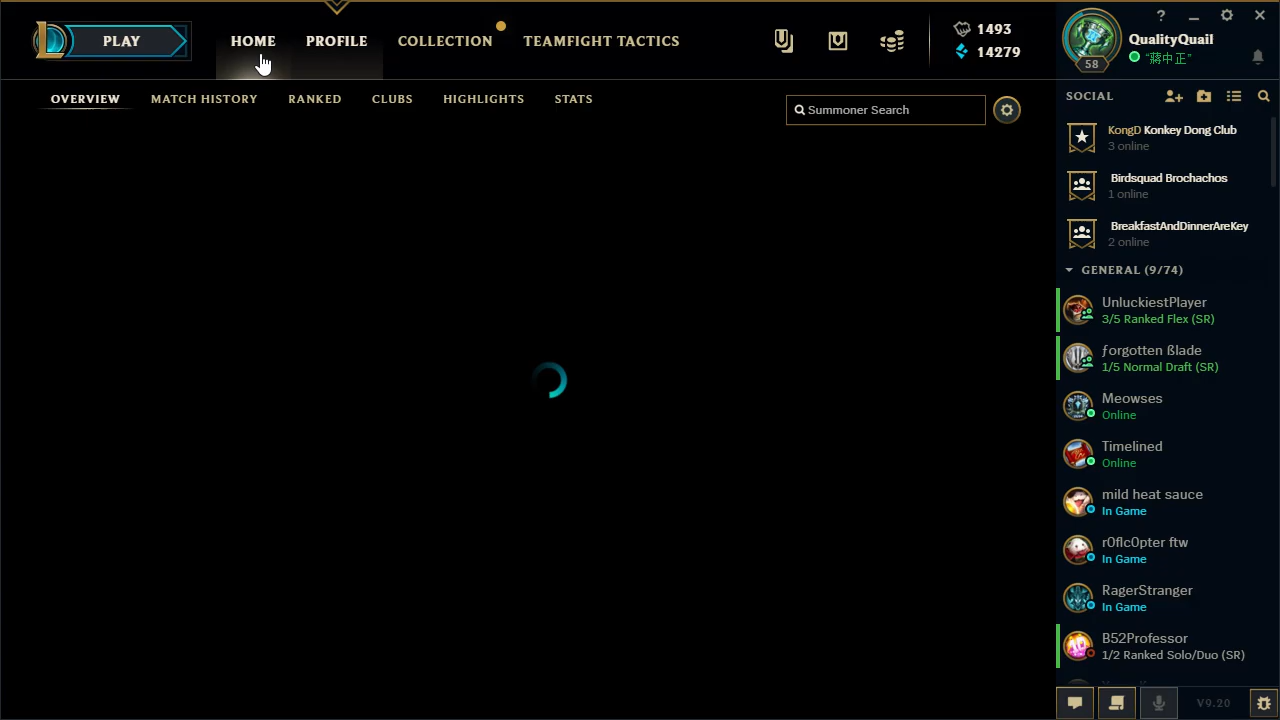 PLAY
HOME
PROFILE
COLLECTION
TEAMFIGHT TACTICS
1493
14279
?
QualityQuail
58
"蔣中正"
OVERVIEW
MATCH HISTORY
RANKED
CLUBS
HIGHLIGHTS
STATS
Summoner Search
SOCIAL
KongD Konkey Dong Club
3 online
Birdsquad Brochachos
1 online
BreakfastAndDinnerAreKey
2 online
GENERAL (9/74)
UnluckiestPlayer
3/5 Ranked Flex (SR)
ƒorgotten ßlade
1/5 Normal Draft (SR)
Meowses
Online
Timelined
Online
mild heat sauce
In Game
r0flc0pter ftw
In Game
RagerStranger
In Game
B52Professor
1/2 Ranked Solo/Duo (SR)
V9.20